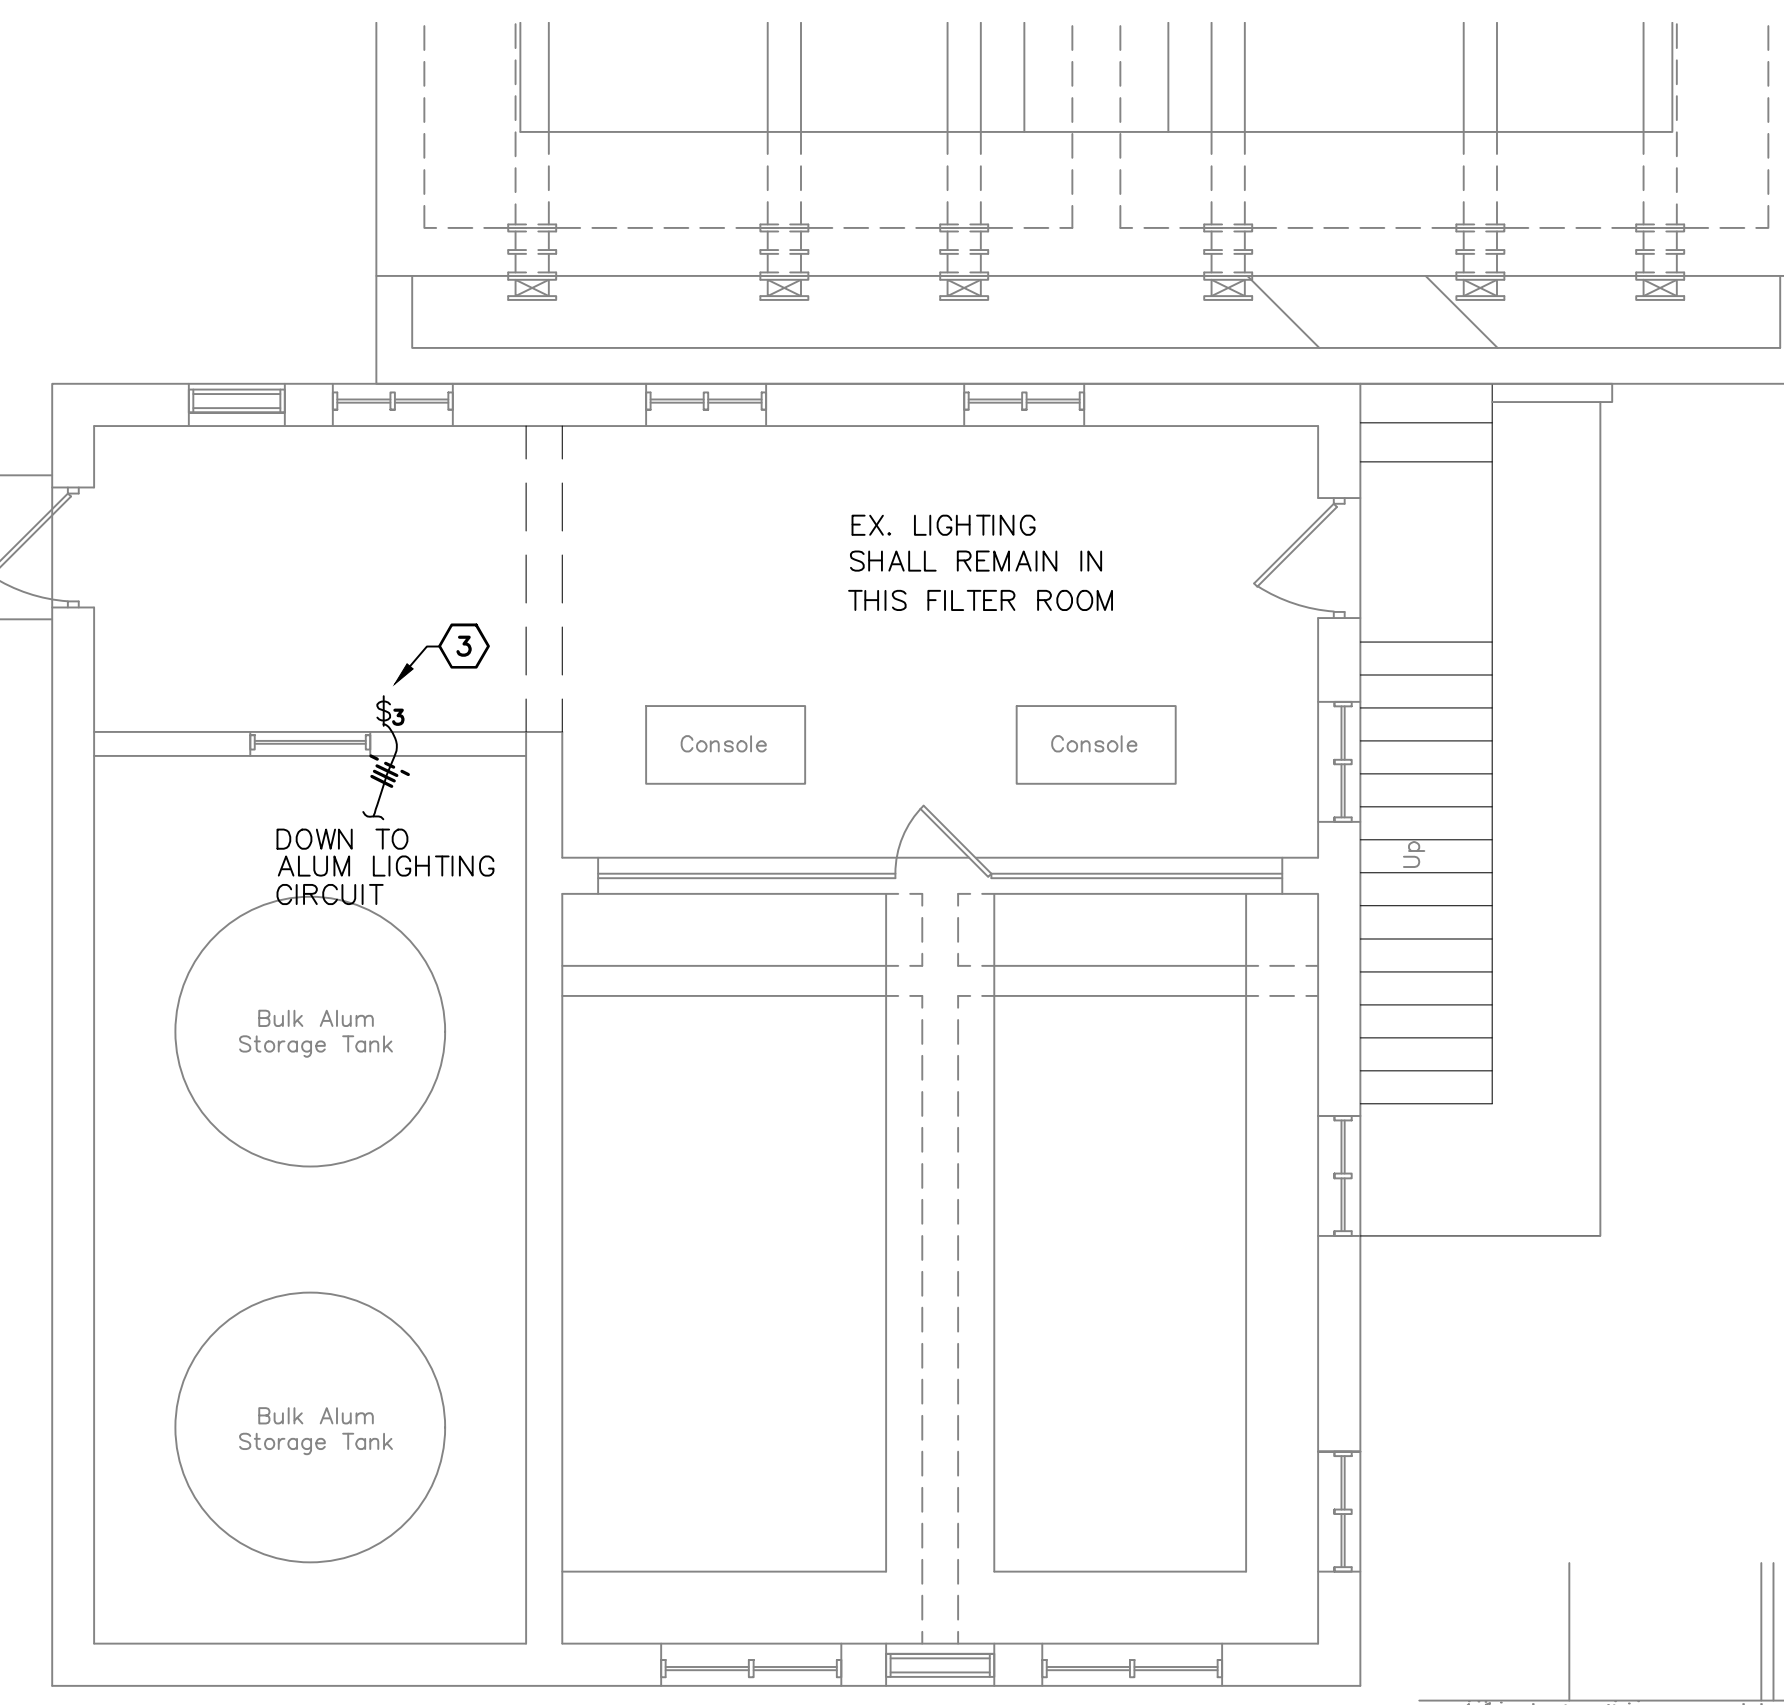 EX. LIGHTING
SHALL REMAIN IN
THIS FILTER ROOM
3
$3
Console
Console
DOWN TO
ALUM LIGHTING
CIRCUIT
Up
Bulk Alum
Storage Tank
Bulk Alum
Storage Tank